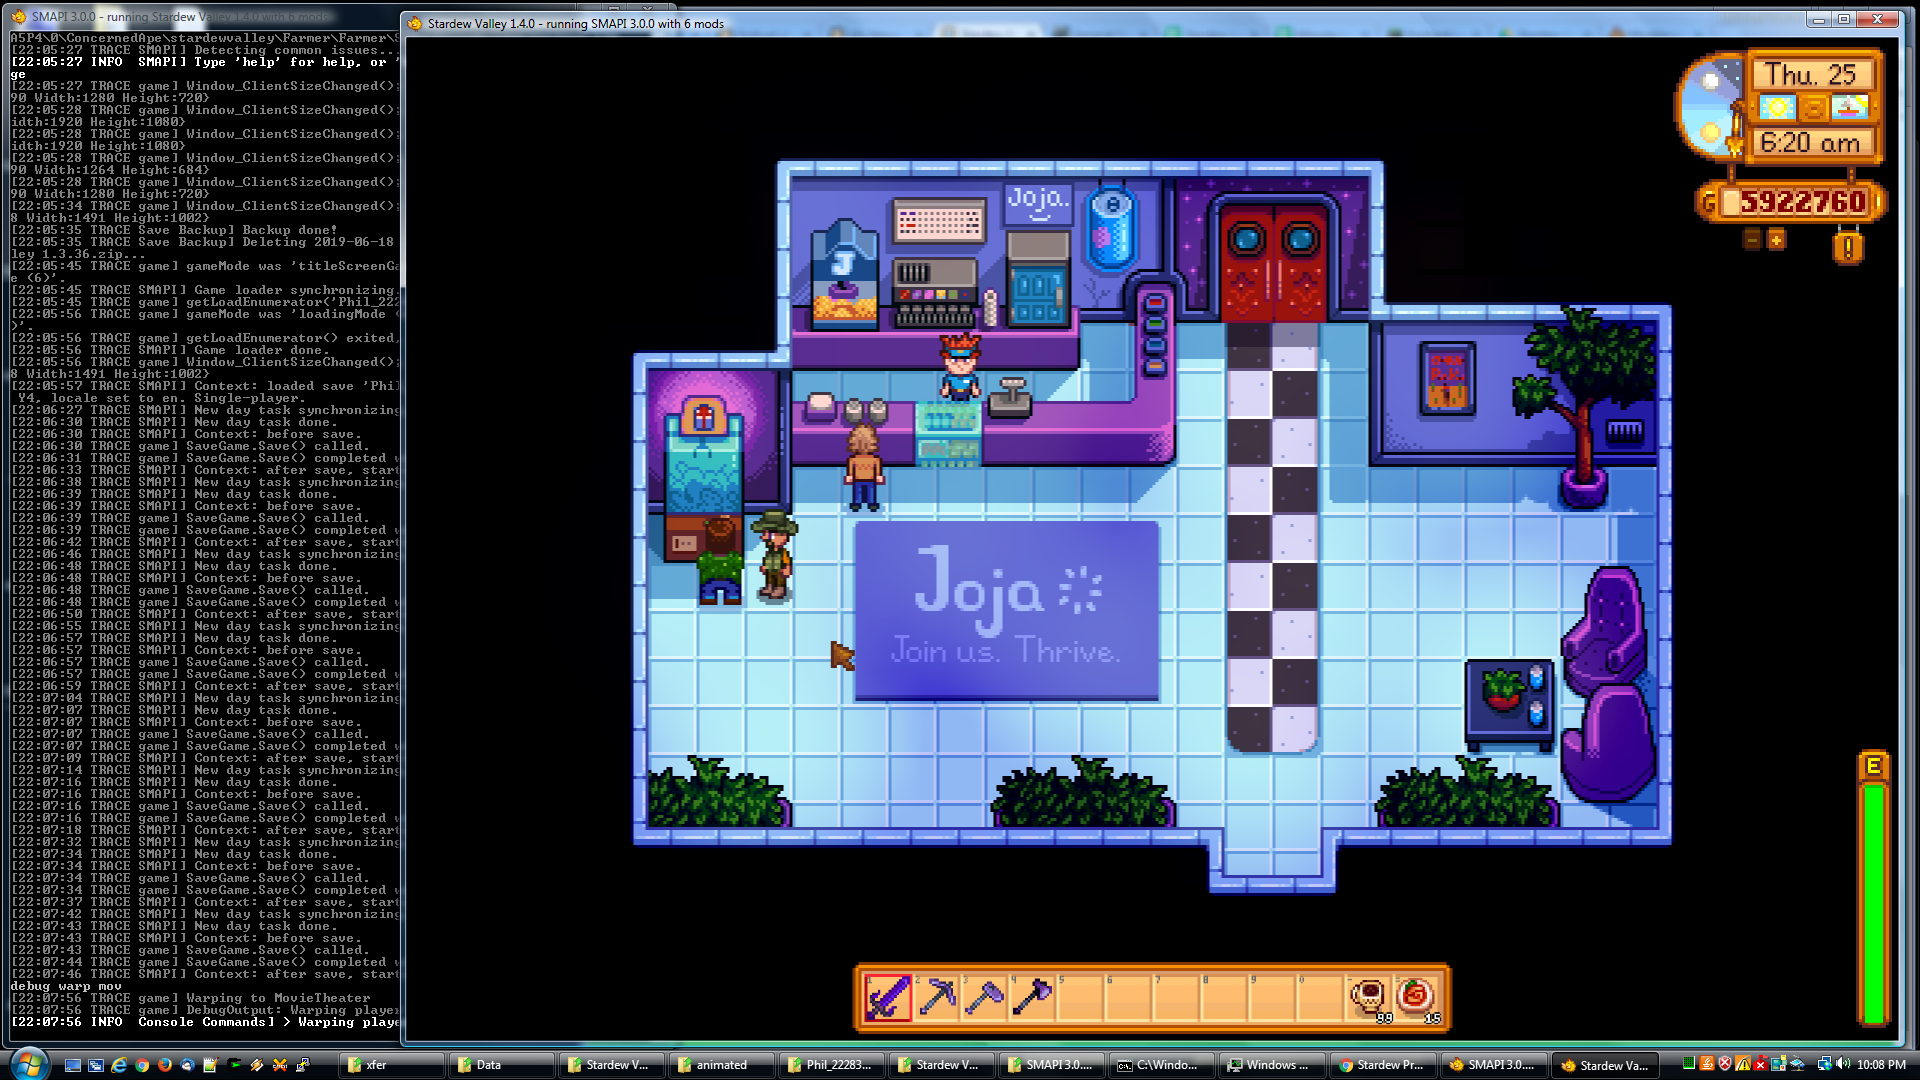 SMAPI 3.0.0 - running Stardew Valley 1.4.0 with 6 mods
A5P4\0\ConcernedApe\stardewvalley\Farmer\Farmer\S
[22:05:27 TRACE SMAPI] Detecting common issues...
[22:05:27 INFO  SMAPI] Type 'help' for help, or '
ge
[22:05:27 TRACE game] Window_ClientSizeChanged();
90 Width:1280 Height:720}
[22:05:28 TRACE game] Window_ClientSizeChanged();
idth:1920 Height:1080}
[22:05:28 TRACE game] Window_ClientSizeChanged();
idth:1920 Height:1080}
[22:05:28 TRACE game] Window_ClientSizeChanged();
90 Width:1264 Height:684}
[22:05:28 TRACE game] Window_ClientSizeChanged();
90 Width:1280 Height:720}
[22:05:34 TRACE game] Window_ClientSizeChanged();
8 Width:1491 Height:1002}
[22:05:35 TRACE Save Backup] Backup done!
[22:05:35 TRACE Save Backup] Deleting 2019-06-18
ley 1.3.36.zip...
[22:05:45 TRACE game] gameMode was 'titleScreenGa
e (6)'.
[22:05:45 TRACE SMAPI] Game loader synchronizing.
[22:05:45 TRACE game] getLoadEnumerator('Phil_222
[22:05:56 TRACE game] gameMode was 'loadingMode (
)'.
[22:05:56 TRACE game] getLoadEnumerator() exited,
[22:05:56 TRACE SMAPI] Game loader done.
[22:05:56 TRACE game] Window_ClientSizeChanged();
8 Width:1491 Height:1002}
[22:05:57 TRACE SMAPI] Context: loaded save 'Phil
Y4, locale set to en. Single-player.
[22:06:27 TRACE SMAPI] New day task synchronizing
[22:06:30 TRACE SMAPI] New day task done.
[22:06:30 TRACE SMAPI] Context: before save.
[22:06:30 TRACE game] SaveGame.Save() called.
[22:06:31 TRACE game] SaveGame.Save() completed w
[22:06:33 TRACE SMAPI] Context: after save, start
[22:06:38 TRACE SMAPI] New day task synchronizing
[22:06:39 TRACE SMAPI] New day task done.
[22:06:39 TRACE SMAPI] Context: before save.
[22:06:39 TRACE game] SaveGame.Save() called.
[22:06:39 TRACE game] SaveGame.Save() completed w
[22:06:42 TRACE SMAPI] Context: after save, start
[22:06:46 TRACE SMAPI] New day task synchronizing
[22:06:48 TRACE SMAPI] New day task done.
[22:06:48 TRACE SMAPI] Context: before save.
[22:06:48 TRACE game] SaveGame.Save() called.
[22:06:48 TRACE game] SaveGame.Save() completed w
[22:06:50 TRACE SMAPI] Context: after save, start
[22:06:55 TRACE SMAPI] New day task synchronizing
[22:06:57 TRACE SMAPI] New day task done.
[22:06:57 TRACE SMAPI] Context: before save.
[22:06:57 TRACE game] SaveGame.Save() called.
[22:06:57 TRACE game] SaveGame.Save() completed w
[22:06:59 TRACE SMAPI] Context: after save, start
[22:07:04 TRACE SMAPI] New day task synchronizing
[22:07:07 TRACE SMAPI] New day task done.
[22:07:07 TRACE SMAPI] Context: before save.
[22:07:07 TRACE game] SaveGame.Save() called.
[22:07:07 TRACE game] SaveGame.Save() completed w
[22:07:09 TRACE SMAPI] Context: after save, start
[22:07:14 TRACE SMAPI] New day task synchronizing
[22:07:16 TRACE SMAPI] New day task done.
[22:07:16 TRACE SMAPI] Context: before save.
[22:07:16 TRACE game] SaveGame.Save() called.
[22:07:16 TRACE game] SaveGame.Save() completed w
[22:07:18 TRACE SMAPI] Context: after save, start
[22:07:32 TRACE SMAPI] New day task synchronizing
[22:07:34 TRACE SMAPI] New day task done.
[22:07:34 TRACE SMAPI] Context: before save.
[22:07:34 TRACE game] SaveGame.Save() called.
[22:07:34 TRACE game] SaveGame.Save() completed w
[22:07:37 TRACE SMAPI] Context: after save, start
[22:07:42 TRACE SMAPI] New day task synchronizing
[22:07:43 TRACE SMAPI] New day task done.
[22:07:43 TRACE SMAPI] Context: before save.
[22:07:43 TRACE game] SaveGame.Save() called.
[22:07:44 TRACE game] SaveGame.Save() completed w
[22:07:46 TRACE SMAPI] Context: after save, start
debug warp mov
[22:07:56 TRACE game] Warping to MovieTheater
[22:07:56 TRACE game] DebugOutput: Warping player
[22:07:56 INFO  Console Commands] > Warping playe
Stardew Valley 1.4.0 - running SMAPI 3.0.0 with 6 mods
Thu. 25
6:20 am
G 5922760
Joja.
J
Joja
Join us. Thrive.
E
1 2 3 4 5 6 7 8 9 0 - =
99 15
xfer
Data
Stardew V...
animated
Phil_22283...
Stardew V...
SMAPI 3.0....
C:\Windo...
Windows ...
Stardew Pr...
SMAPI 3.0....
Stardew Va...
10:08 PM